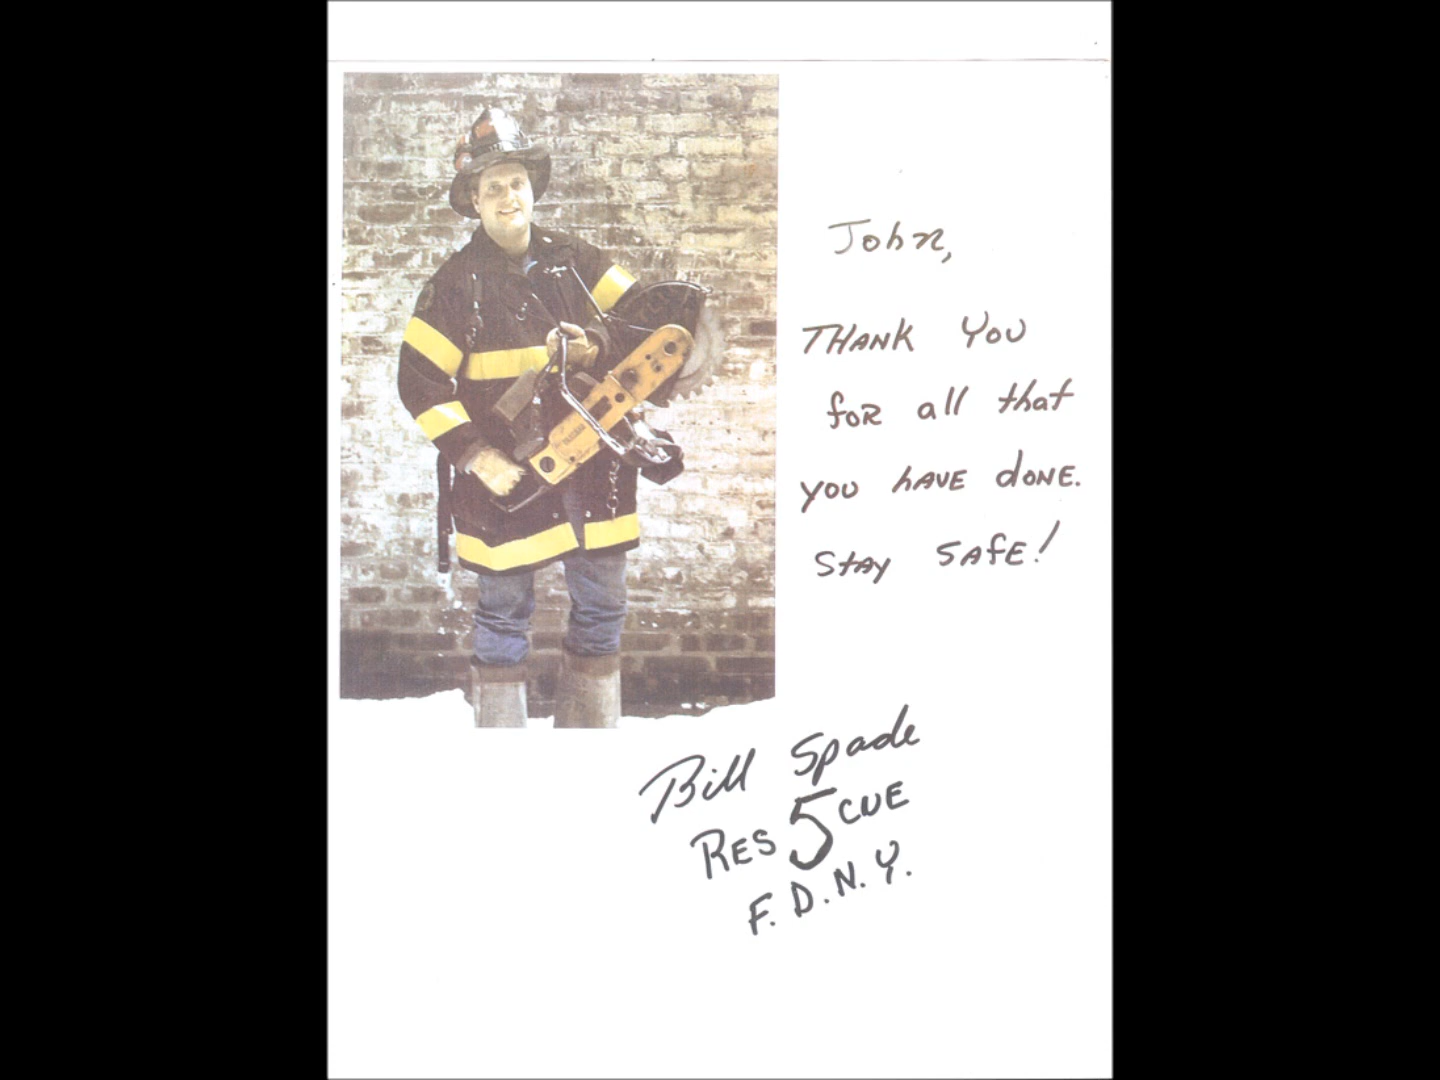 John,
THANK YOU
for all that
you have done.
Stay Safe!
Bill Spade
RES 5 CUE
F.D.N.Y.